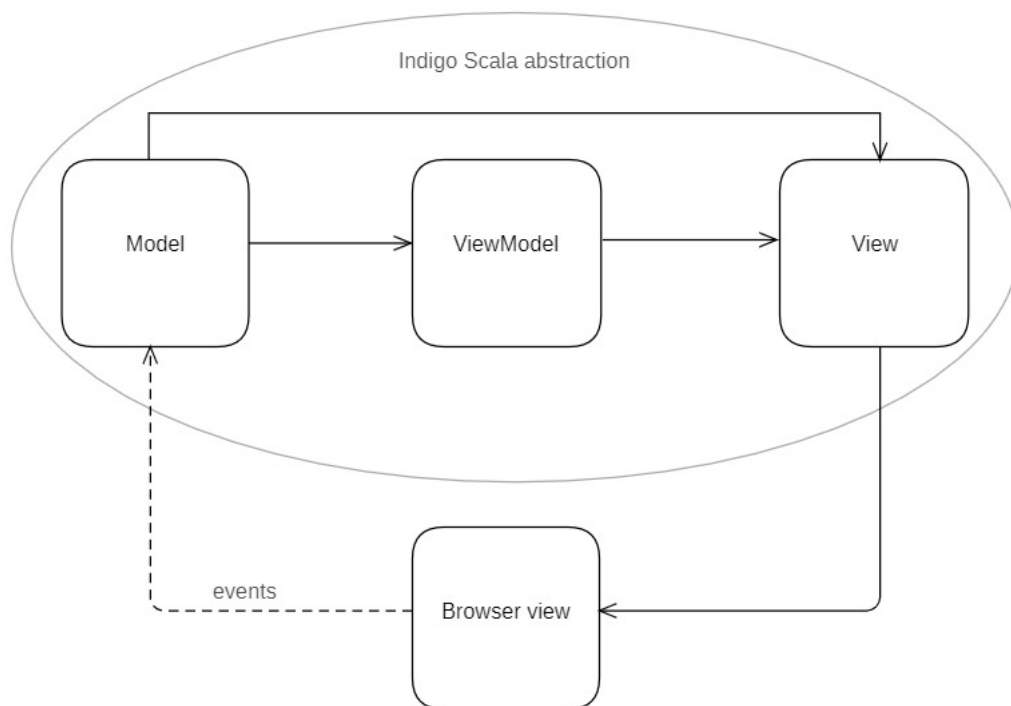 Indigo Scala abstraction
Model
ViewModel
View
events
Browser view